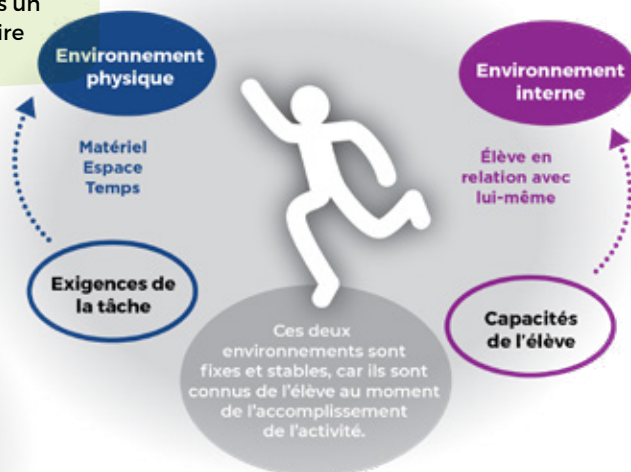 s un
ire
Environnement
physique
Matériel
Espace
Temps
Exigences de
la tâche
Environnement
interne
Élève en
relation avec
lui-même
Capacités
de l'élève
Ces deux
environnements sont
fixes et stables, car ils sont
connus de l'élève au moment
de l'accomplissement
de l'activité.